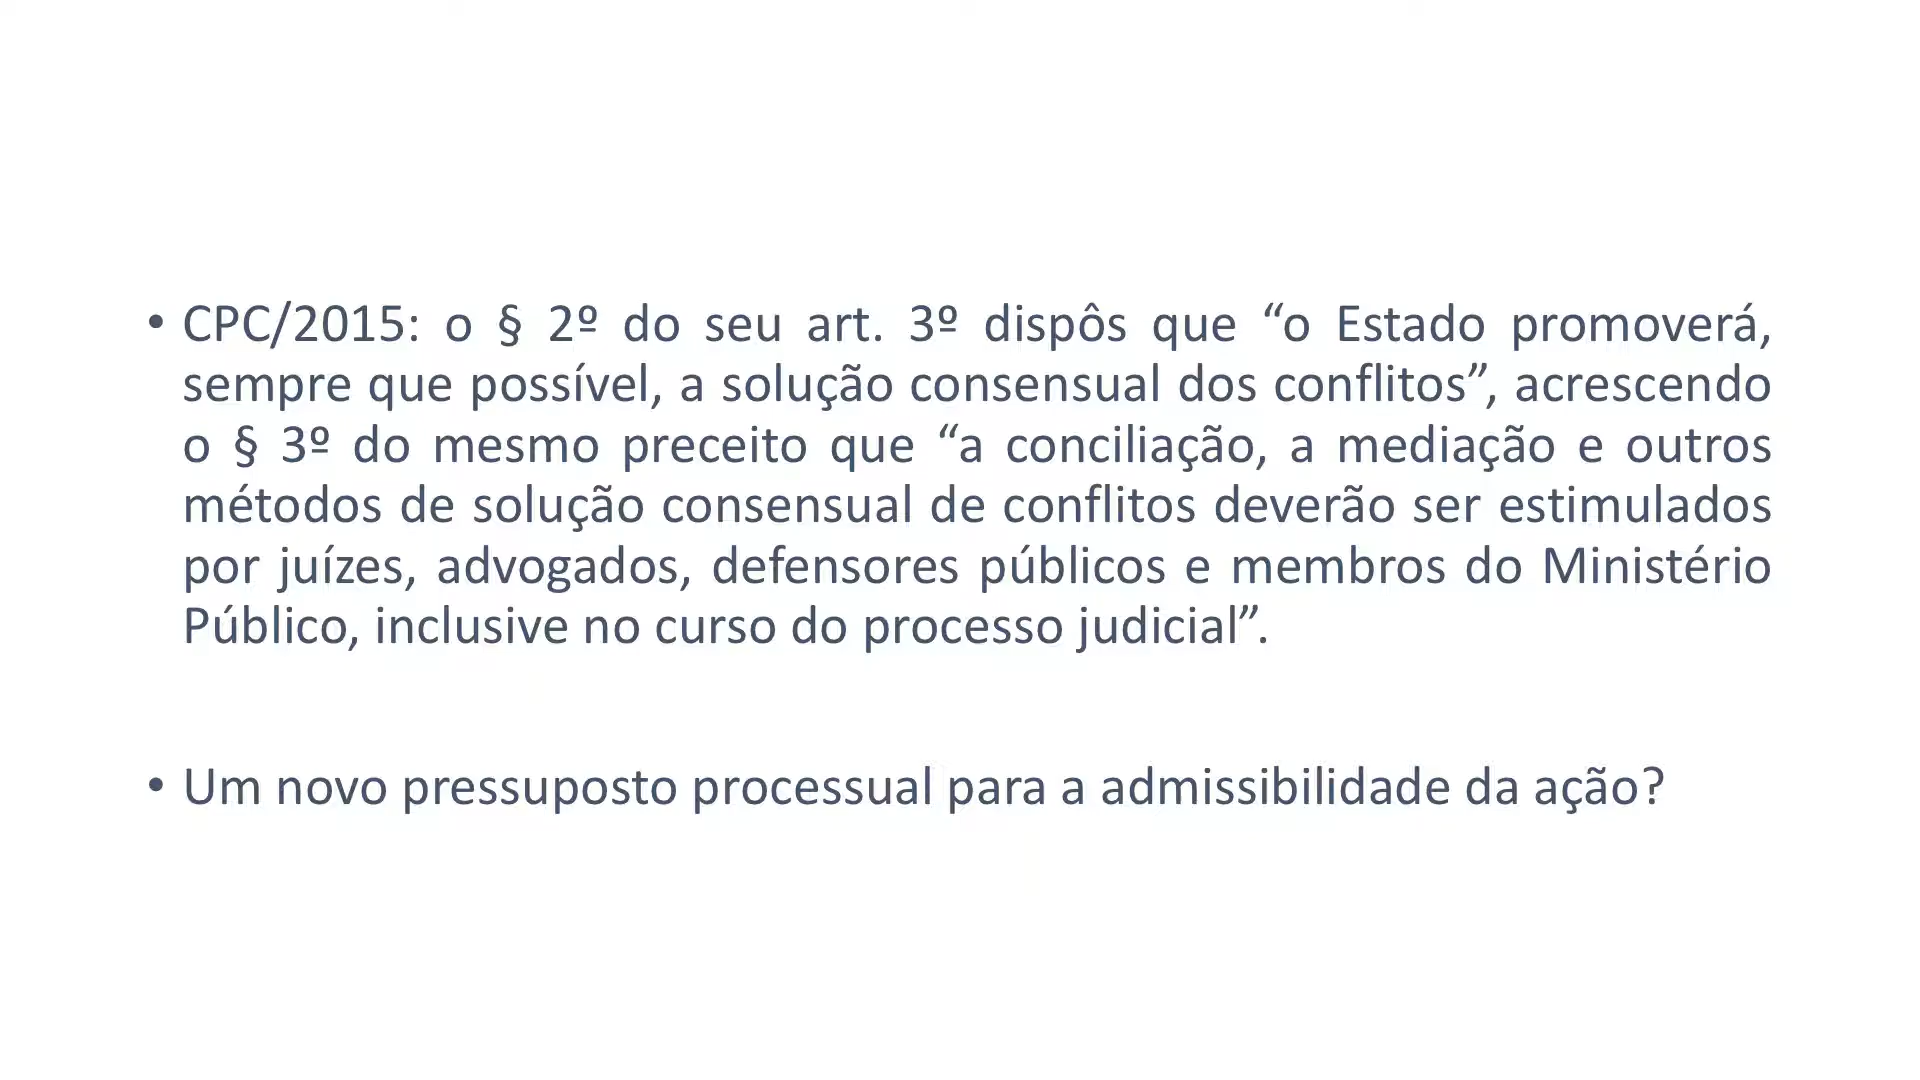 • CPC/2015: o § 2º do seu art. 3º dispôs que “o Estado promoverá,
sempre que possível, a solução consensual dos conflitos”, acrescendo
o § 3º do mesmo preceito que “a conciliação, a mediação e outros
métodos de solução consensual de conflitos deverão ser estimulados
por juízes, advogados, defensores públicos e membros do Ministério
Público, inclusive no curso do processo judicial”.
• Um novo pressuposto processual para a admissibilidade da ação?